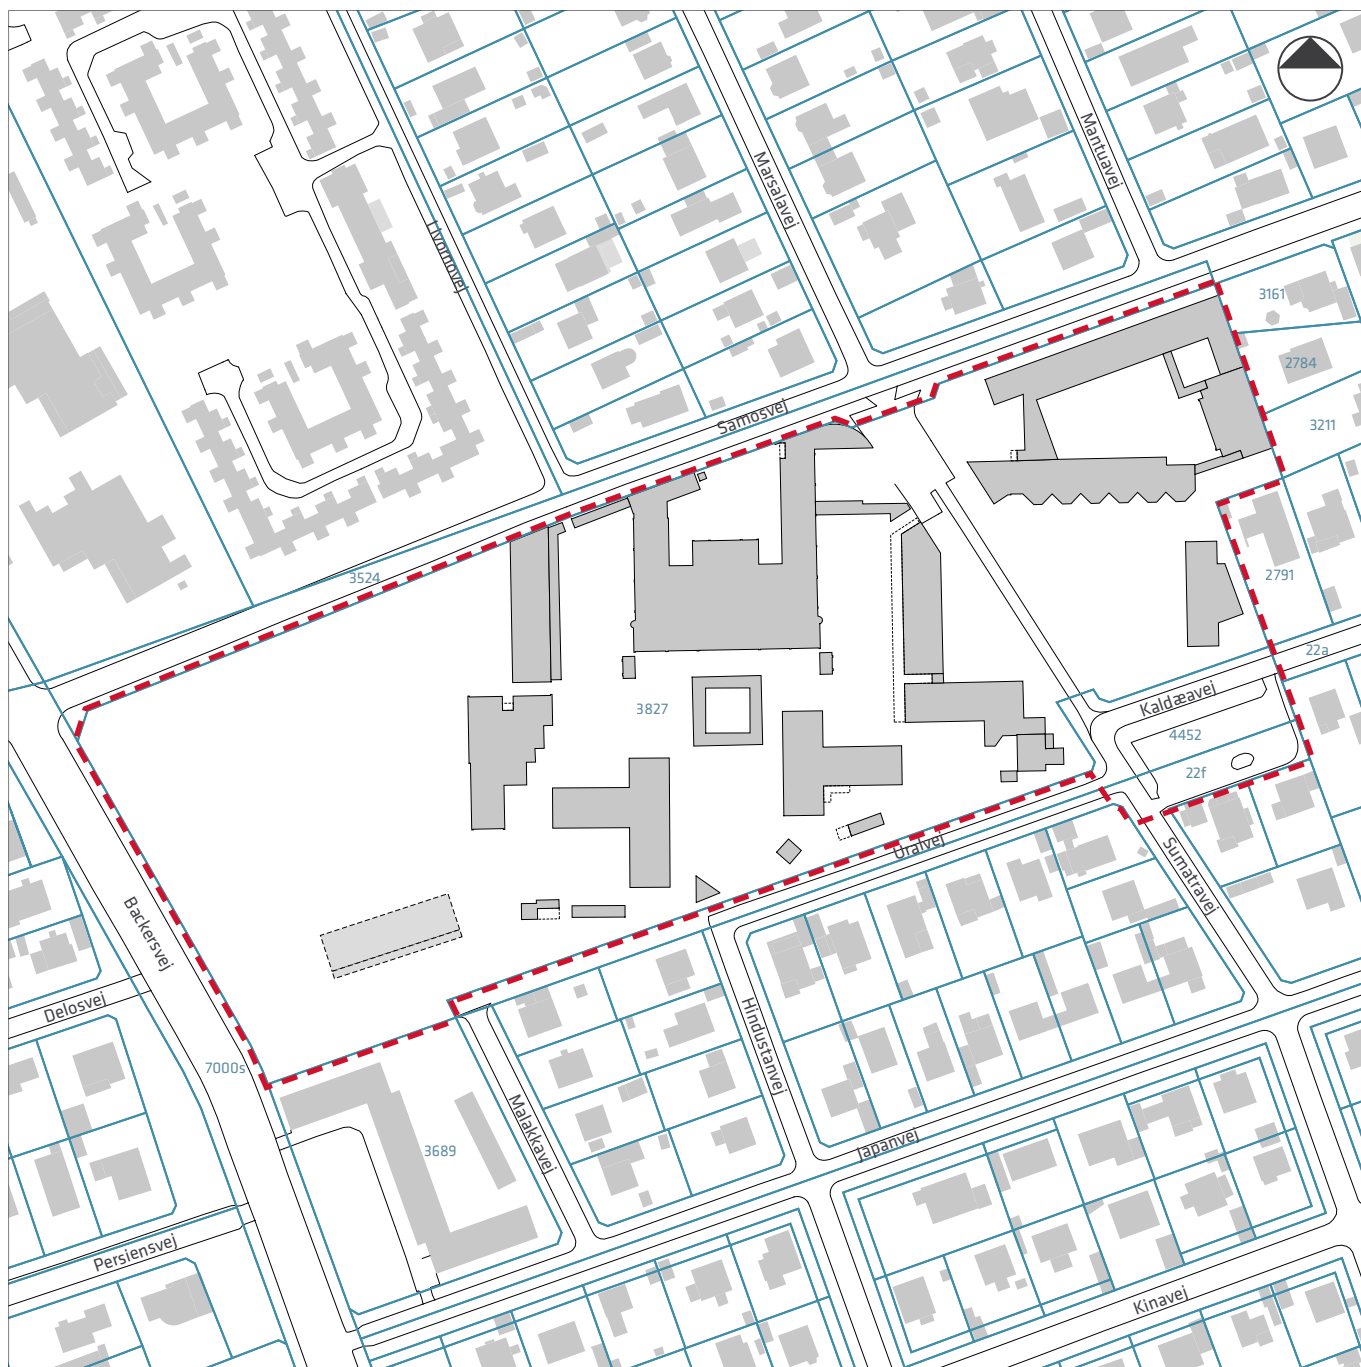 Mantuavej
Marsalavej
Livornovej
3161
2784
Samosvej
3211
3524
2791
22a
Kaldæavej
3827
4452
22f
Uralvej
Sumatravej
Backersvej
Delosvej
Hindustanvej
7000s
Malakkavej
Japanvej
3689
Persiensvej
Kinavej